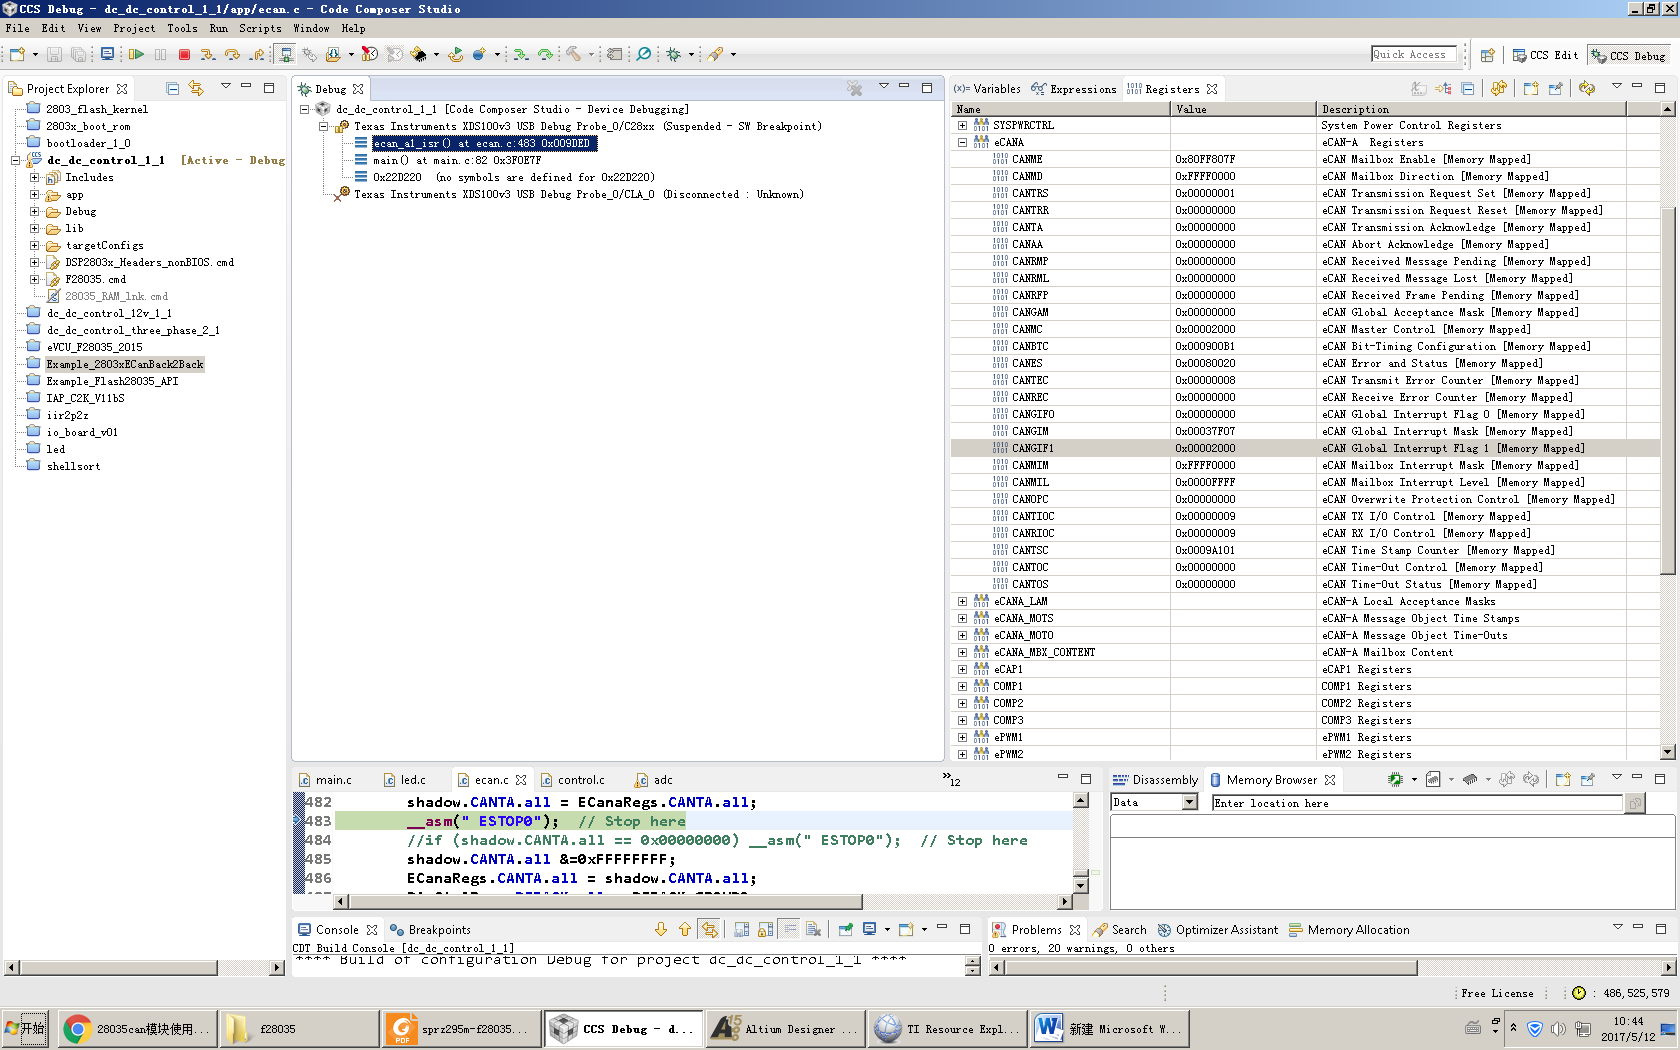 CCS Debug - dc_dc_control_1_1/app/ecan.c - Code Composer Studio
File Edit View Project Tools Run Scripts Window Help
Quick Access
CCS Edit
CCS Debug
Project Explorer
2803_flash_kernel
2803x_boot_rom
bootloader_1_0
dc_dc_control_1_1 [Active - Debug
Includes
app
Debug
lib
targetConfigs
DSP2803x_Headers_nonBIOS.cmd
F28035.cmd
28035_RAM_lnk.cmd
dc_dc_control_12v_1_1
dc_dc_control_three_phase_2_1
eVCU_F28035_2015
Example_2803xECanBack2Back
Example_Flash28035_API
IAP_C2K_V11bS
iir2p2z
io_board_v01
led
shellsort
Debug
dc_dc_control_1_1 [Code Composer Studio - Device Debugging]
Texas Instruments XDS100v3 USB Debug Probe_0/C28xx (Suspended - SW Breakpoint)
ecan_a1_isr() at ecan.c:483 0x009DED
main() at main.c:82 0x3F0E7F
0x22D220 (no symbols are defined for 0x22D220)
Texas Instruments XDS100v3 USB Debug Probe_0/CLA_0 (Disconnected : Unknown)
(x)= Variables
Expressions
Registers
Name Value Description
SYSPWRCTRL System Power Control Registers
eCANA eCAN-A Registers
CANME 0x80FF807F eCAN Mailbox Enable [Memory Mapped]
CANMD 0xFFFF0000 eCAN Mailbox Direction [Memory Mapped]
CANTRS 0x00000001 eCAN Transmission Request Set [Memory Mapped]
CANTRR 0x00000000 eCAN Transmission Request Reset [Memory Mapped]
CANTA 0x00000000 eCAN Transmission Acknowledge [Memory Mapped]
CANAA 0x00000000 eCAN Abort Acknowledge [Memory Mapped]
CANRMP 0x00000000 eCAN Received Message Pending [Memory Mapped]
CANRML 0x00000000 eCAN Received Message Lost [Memory Mapped]
CANRFP 0x00000000 eCAN Received Frame Pending [Memory Mapped]
CANGAM 0x00000000 eCAN Global Acceptance Mask [Memory Mapped]
CANMC 0x00002000 eCAN Master Control [Memory Mapped]
CANBTC 0x000900B1 eCAN Bit-Timing Configuration [Memory Mapped]
CANES 0x00080020 eCAN Error and Status [Memory Mapped]
CANTEC 0x00000008 eCAN Transmit Error Counter [Memory Mapped]
CANREC 0x00000000 eCAN Receive Error Counter [Memory Mapped]
CANGIF0 0x00000000 eCAN Global Interrupt Flag 0 [Memory Mapped]
CANGIM 0x00037F07 eCAN Global Interrupt Mask [Memory Mapped]
CANGIF1 0x00002000 eCAN Global Interrupt Flag 1 [Memory Mapped]
CANMIM 0xFFFF0000 eCAN Mailbox Interrupt Mask [Memory Mapped]
CANMIL 0x0000FFFF eCAN Mailbox Interrupt Level [Memory Mapped]
CANOPC 0x00000000 eCAN Overwrite Protection Control [Memory Mapped]
CANTIOC 0x00000009 eCAN TX I/O Control [Memory Mapped]
CANRIOC 0x00000009 eCAN RX I/O Control [Memory Mapped]
CANTSC 0x0009A101 eCAN Time Stamp Counter [Memory Mapped]
CANTOC 0x00000000 eCAN Time-Out Control [Memory Mapped]
CANTOS 0x00000000 eCAN Time-Out Status [Memory Mapped]
eCANA_LAM eCAN-A Local Acceptance Masks
eCANA_MOTS eCAN-A Message Object Time Stamps
eCANA_MOTO eCAN-A Message Object Time-Outs
eCANA_MBX_CONTENT eCAN-A Mailbox Content
eCAP1 eCAP1 Registers
COMP1 COMP1 Registers
COMP2 COMP2 Registers
COMP3 COMP3 Registers
ePWM1 ePWM1 Registers
ePWM2 ePWM2 Registers
main.c led.c ecan.c control.c adc »12
482 shadow.CANTA.all = ECanaRegs.CANTA.all;
483 __asm(" ESTOP0"); // Stop here
484 //if (shadow.CANTA.all == 0x00000000) __asm(" ESTOP0"); // Stop here
485 shadow.CANTA.all &=0xFFFFFFFF;
486 ECanaRegs.CANTA.all = shadow.CANTA.all;
Disassembly Memory Browser
Data Enter location here
Console Breakpoints
CDT Build Console [dc_dc_control_1_1]
**** Build of configuration Debug for project dc_dc_control_1_1 ****
Problems Search Optimizer Assistant Memory Allocation
0 errors, 20 warnings, 0 others
Free License : 486,525,579
开始
28035can模块使用...
f28035
sprz295m-f28035...
CCS Debug - d...
Altium Designer ...
TI Resource Expl...
新建 Microsoft W...
10:44
2017/5/12